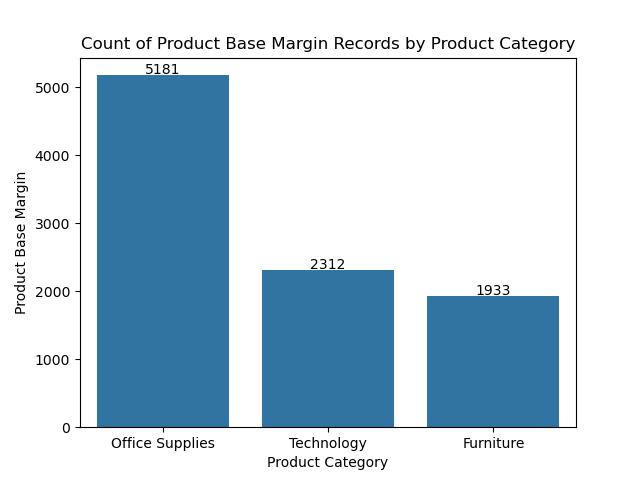 Count of Product Base Margin Records by Product Category
5181
2312
1933
5000
4000
3000
2000
1000
0
Product Base Margin
Office Supplies
Technology
Furniture
Product Category